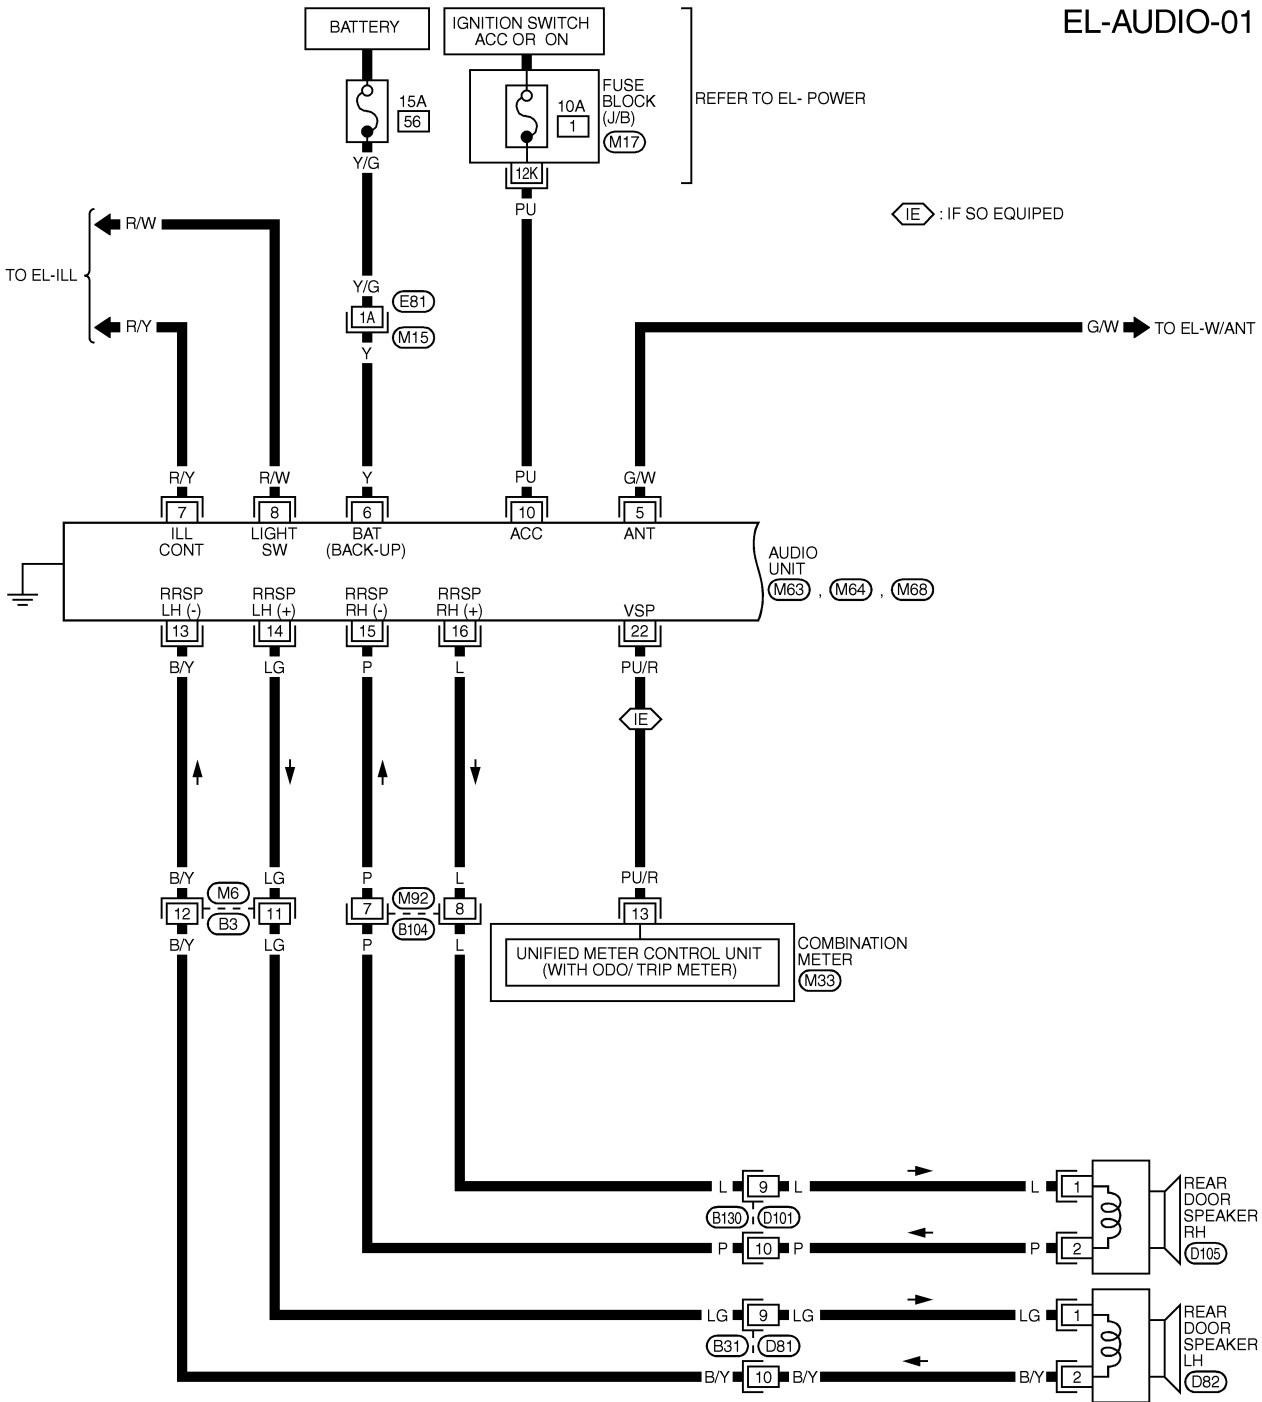 EL-AUDIO-01
BATTERY
IGNITION SWITCH
ACC OR ON
15A
56
10A
1
FUSE
BLOCK
(J/B)
M17
REFER TO EL- POWER
Y/G
12K
PU
IE : IF SO EQUIPED
R/W
TO EL-ILL
R/Y
Y/G
E81
1A
M15
Y
G/W
TO EL-W/ANT
R/Y
R/W
Y
PU
G/W
7
8
6
10
5
ILL
CONT
LIGHT
SW
BAT
(BACK-UP)
ACC
ANT
AUDIO
UNIT
M63 , M64 , M68
RRSP
LH (-)
RRSP
LH (+)
RRSP
RH (-)
RRSP
RH (+)
VSP
13
14
15
16
22
B/Y
LG
P
L
PU/R
IE
B/Y
LG
P
L
PU/R
M6
M92
12
11
7
8
13
B3
B104
B/Y
LG
P
L
UNIFIED METER CONTROL UNIT
(WITH ODO/ TRIP METER)
COMBINATION
METER
M33
L
9
L
L
1
B130
D101
P
10
P
P
2
REAR
DOOR
SPEAKER
RH
D105
LG
9
LG
LG
1
B31
D81
B/Y
10
B/Y
B/Y
2
REAR
DOOR
SPEAKER
LH
D82